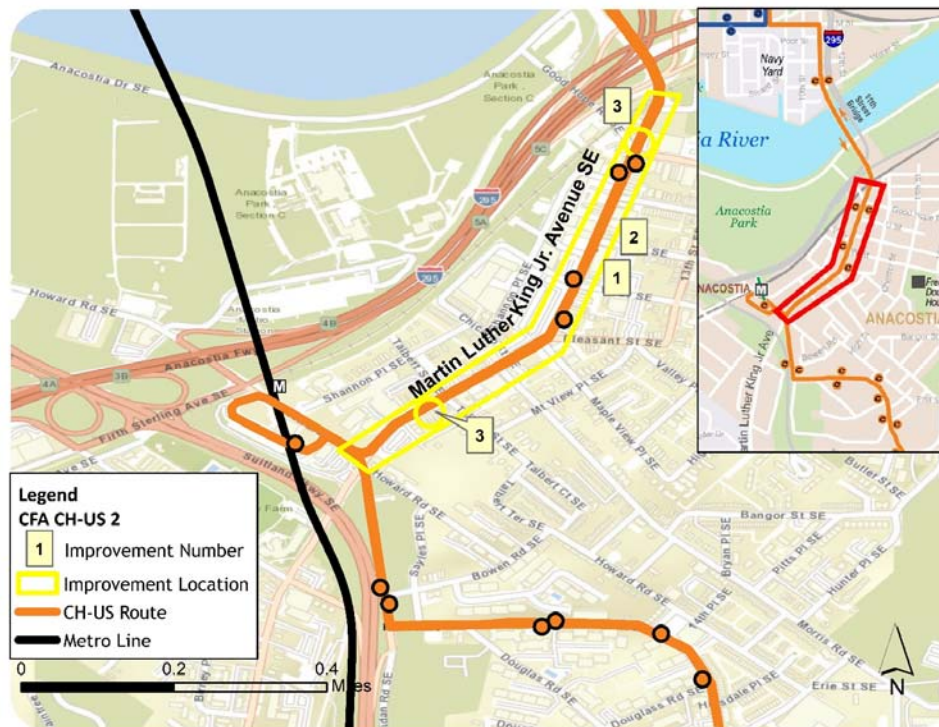 Anacostia Dr SE
Anacostia
Park
Section C
Good Hope
3
5C
295
5A
Anacostia
Park
Section C
Martin Luther King Jr. Avenue SE
2
1
13th St SE
Howard Rd SE
295
4B
Anacostia
4A
3B
Shannon Pl SE
Talbert
Pleasant St SE
Valley Pl SE
Firth Sterling Ave SE
M
Mt View Pl SE
Maple View Pl SE
3
Suitland Pkwy SE
Howard Rd SE
Talbert Ct SE
Talbert Ter SE
Bangor St SE
Butler St SE
Sayles Pl SE
Bowen Rd SE
Howard Rd SE
Bryan Pl SE
14th Pl SE
Pitts Pl SE
Hunter Pl SE
Morris Rd SE
Douglas Rd SE
Douglass Rd SE
Erie St SE
Legend
CFA CH-US 2
1 Improvement Number
Improvement Location
CH-US Route
Metro Line
0 0.2 0.4
Miles
N
295
Navy
Yard
11th
Street
Bridge
a River
Anacostia
Park
NACOSTIA
M
ANACOSTIA
Martin Luther King Jr Ave